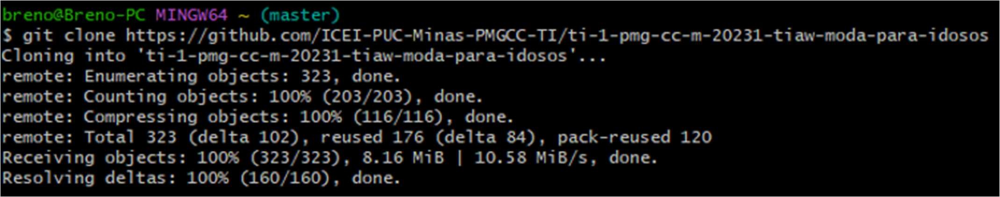 breno@Breno-PC MINGW64 ~ (master)
$ git clone https://github.com/ICEI-PUC-Minas-PMGCC-TI/ti-1-pmg-cc-m-20231-tiaw-moda-para-idosos
Cloning into 'ti-1-pmg-cc-m-20231-tiaw-moda-para-idosos'...
remote: Enumerating objects: 323, done.
remote: Counting objects: 100% (203/203), done.
remote: Compressing objects: 100% (116/116), done.
remote: Total 323 (delta 102), reused 176 (delta 84), pack-reused 120
Receiving objects: 100% (323/323), 8.16 MiB | 10.58 MiB/s, done.
Resolving deltas: 100% (160/160), done.